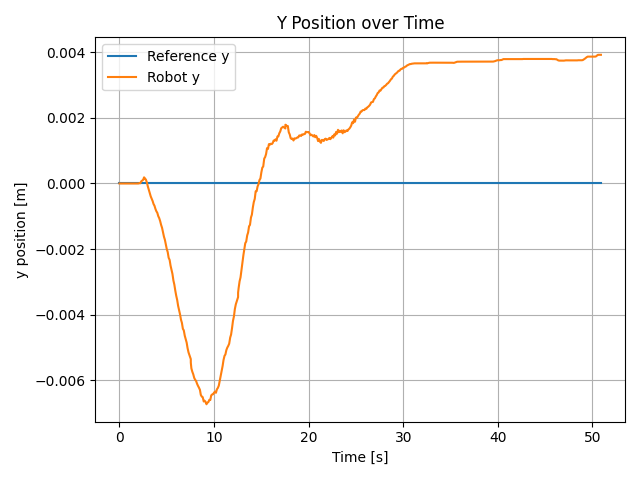 Y Position over Time
Reference y
Robot y
y position [m]
0.004
0.002
0.000
−0.002
−0.004
−0.006
0 10 20 30 40 50
Time [s]